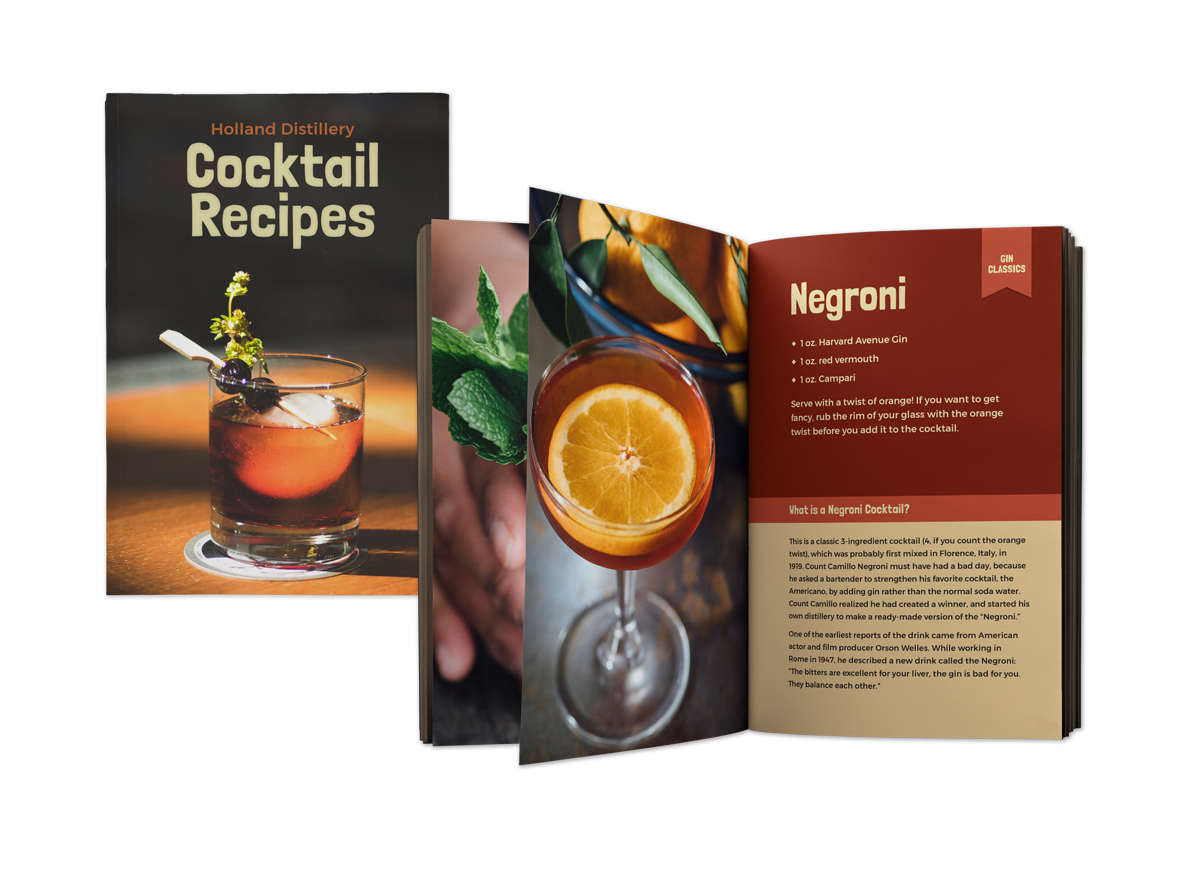 Holland Distillery
Cocktail
Recipes
GIN
CLASSICS
Negroni
♦ 1 oz. Harvard Avenue Gin
♦ 1 oz. red vermouth
♦ 1 oz. Campari
Serve with a twist of orange! If you want to get
fancy, rub the rim of your glass with the orange
twist before you add it to the cocktail.
What is a Negroni Cocktail?
This is a classic 3-ingredient cocktail (4, if you count the orange
twist), which was probably first mixed in Florence, Italy, in
1919. Count Camillo Negroni must have had a bad day, because
he asked a bartender to strengthen his favorite cocktail, the
Americano, by adding gin rather than the normal soda water.
Count Camillo realized he had created a winner, and started his
own distillery to make a ready-made version of the "Negroni."
One of the earliest reports of the drink came from American
actor and film producer Orson Welles. While working in
Rome in 1947, he described a new drink called the Negroni:
"The bitters are excellent for your liver, the gin is bad for you.
They balance each other."